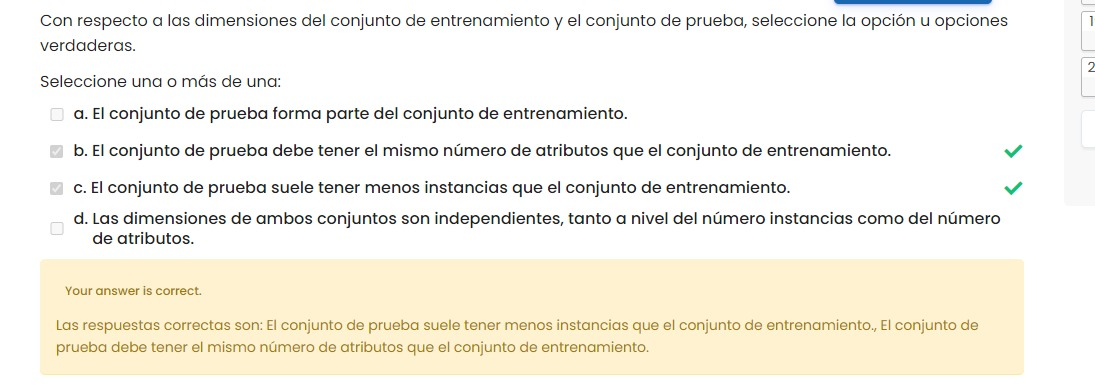 Con respecto a las dimensiones del conjunto de entrenamiento y el conjunto de prueba, seleccione la opción u opciones
verdaderas.
Seleccione una o más de una:
a. El conjunto de prueba forma parte del conjunto de entrenamiento.
b. El conjunto de prueba debe tener el mismo número de atributos que el conjunto de entrenamiento.
c. El conjunto de prueba suele tener menos instancias que el conjunto de entrenamiento.
d. Las dimensiones de ambos conjuntos son independientes, tanto a nivel del número instancias como del número
de atributos.
Your answer is correct.
Las respuestas correctas son: El conjunto de prueba suele tener menos instancias que el conjunto de entrenamiento., El conjunto de
prueba debe tener el mismo número de atributos que el conjunto de entrenamiento.
1
2